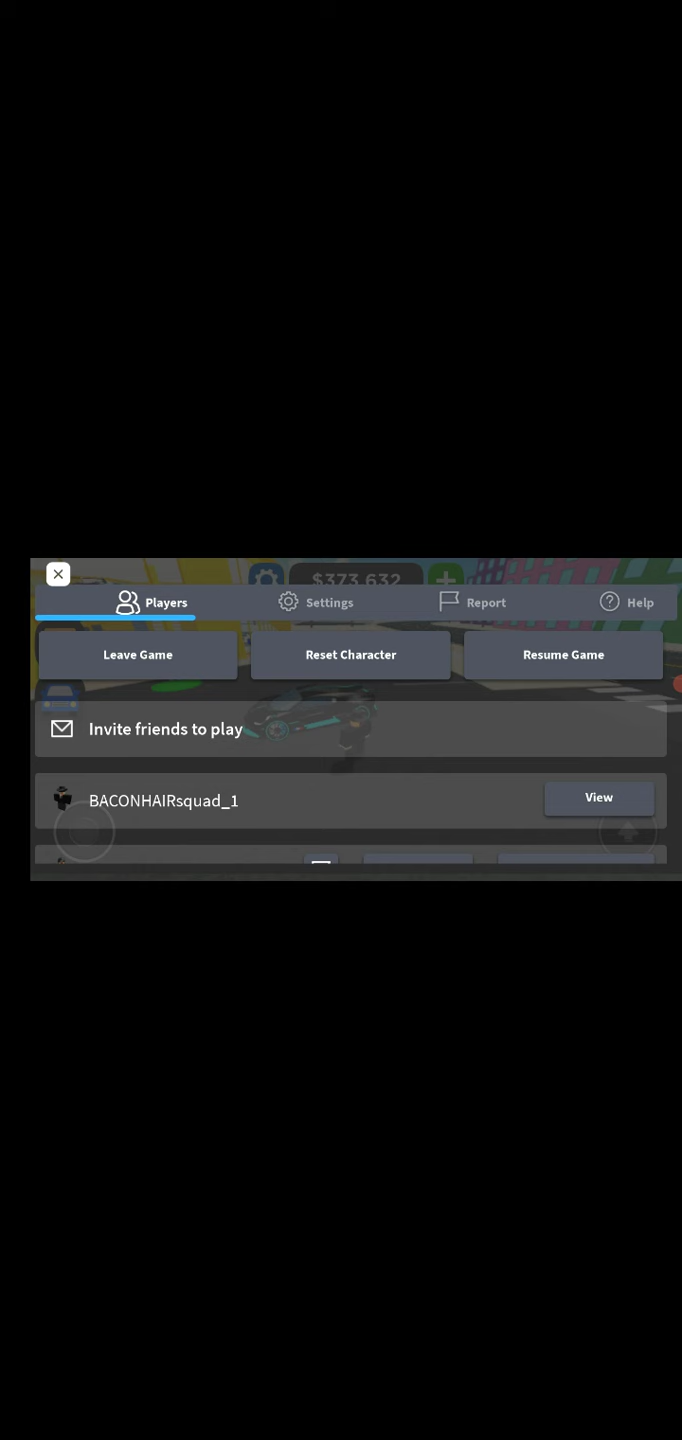 $373,632
Players
Settings
Report
Help
Leave Game
Reset Character
Resume Game
Invite friends to play
BACONHAIRsquad_1
View